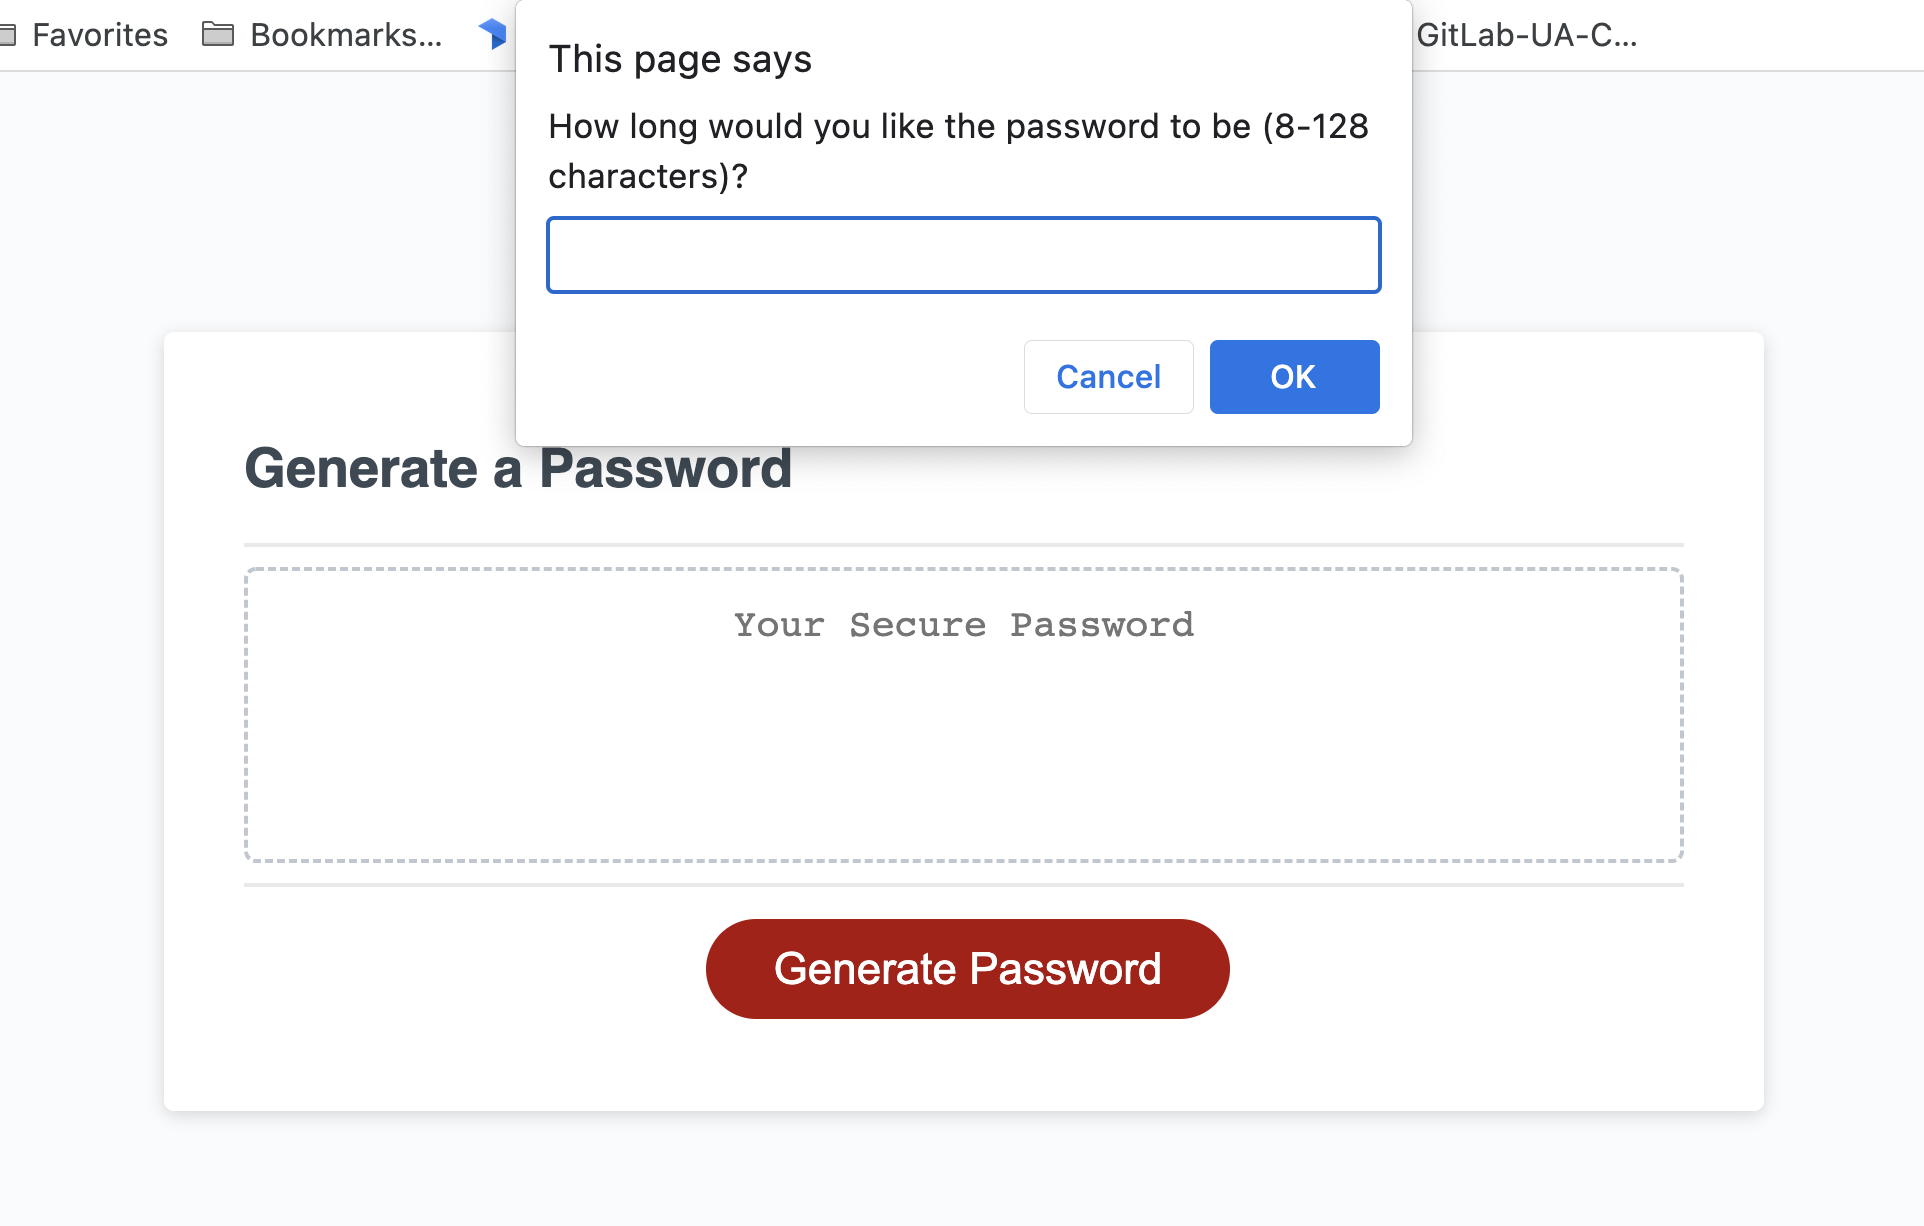 Favorites
Bookmarks...
GitLab-UA-C...
This page says
How long would you like the password to be (8-128
characters)?
Cancel
OK
Generate a Password
Your Secure Password
Generate Password